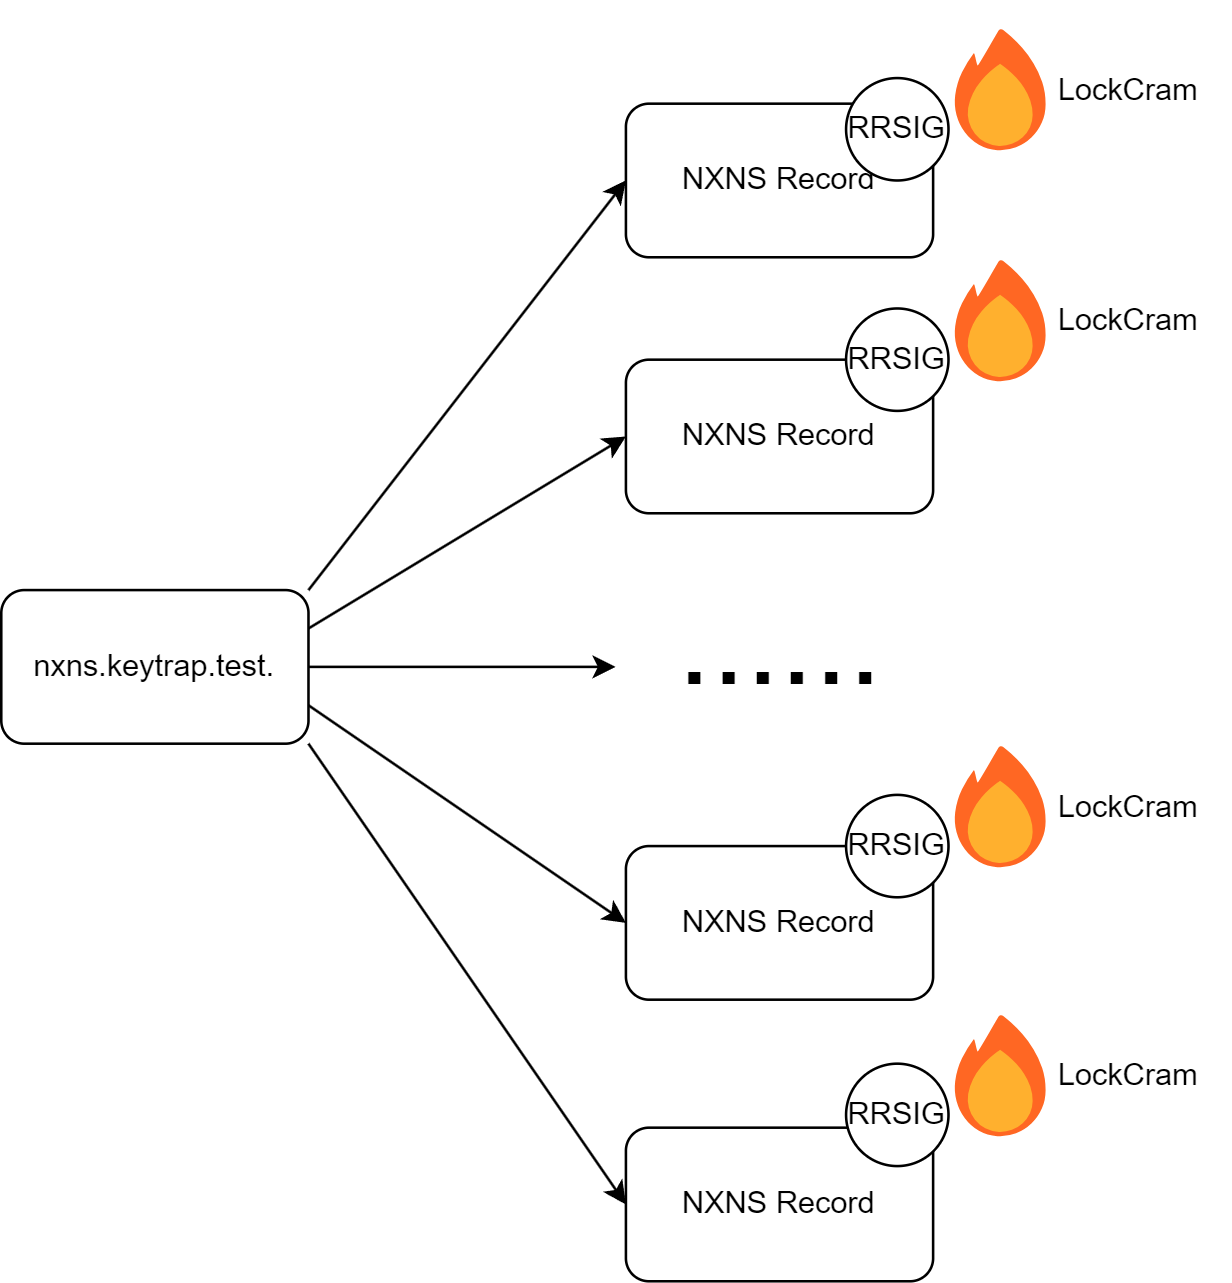 LockCram
RRSIG
NXNS Record
LockCram
RRSIG
NXNS Record
nxns.keytrap.test.
......
LockCram
RRSIG
NXNS Record
LockCram
RRSIG
NXNS Record